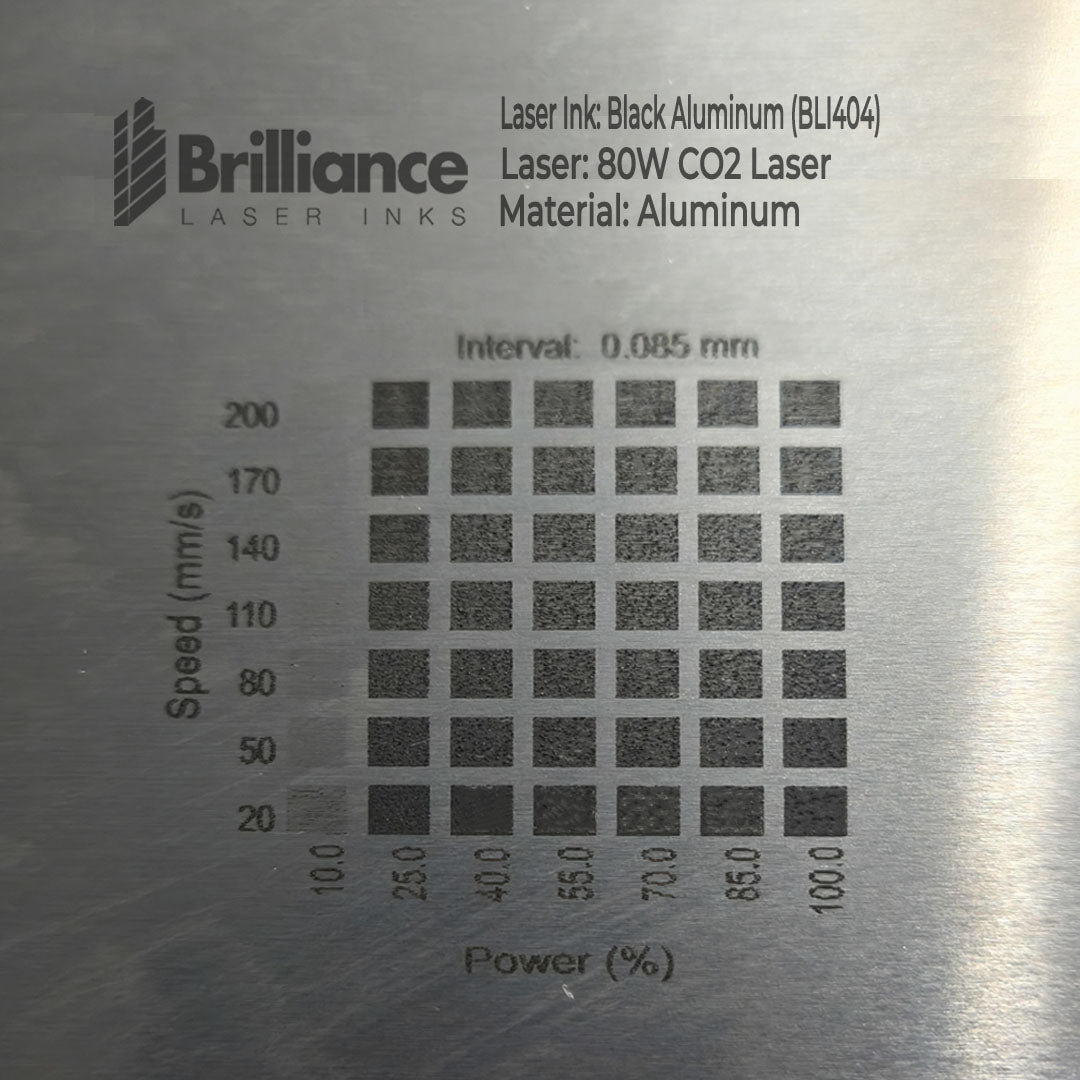 Brilliance
LASER INKS
Laser Ink: Black Aluminum (BLI404)
Laser: 80W CO2 Laser
Material: Aluminum
Interval: 0.085 mm
Speed (mm/s)
200
170
140
110
80
50
20
10.0 25.0 40.0 55.0 70.0 85.0 100.0
Power (%)